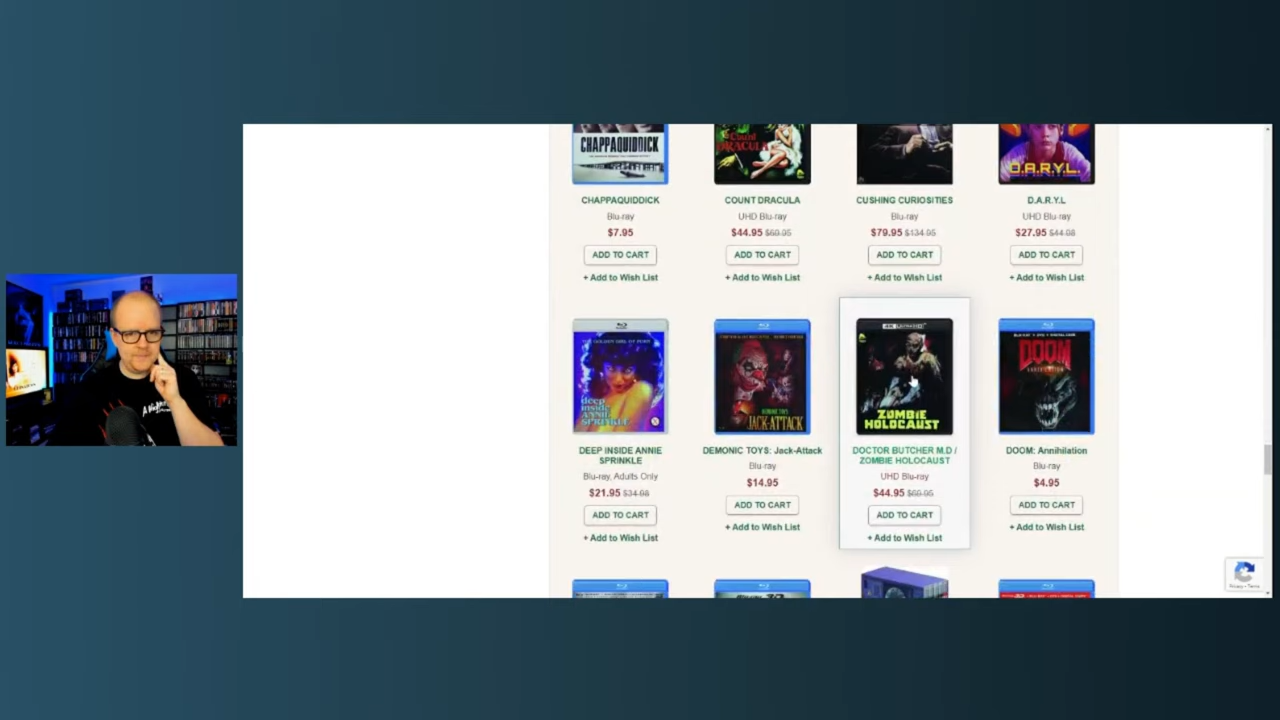 CHAPPAQUIDDICK
Count
DRACULA
D.A.R.Y.L.
CHAPPAQUIDDICK
COUNT DRACULA
CUSHING CURIOSITIES
D.A.R.Y.L
Blu-ray
UHD Blu-ray
Blu-ray
UHD Blu-ray
$7.95
$44.95 $69.95
$79.95 $134.95
$27.95 $44.98
ADD TO CART
ADD TO CART
ADD TO CART
ADD TO CART
+ Add to Wish List
+ Add to Wish List
+ Add to Wish List
+ Add to Wish List
deep
inside
ANNIE
SPRINKLE
DEMONIC TOYS
JACK-ATTACK
ZOMBIE
HOLOCAUST
DOOM
ANNIHILATION
DEEP INSIDE ANNIE
SPRINKLE
DEMONIC TOYS: Jack-Attack
DOCTOR BUTCHER M.D /
ZOMBIE HOLOCAUST
DOOM: Annihilation
Blu-ray, Adults Only
Blu-ray
UHD Blu-ray
Blu-ray
$21.95 $34.98
$14.95
$44.95 $69.95
$4.95
ADD TO CART
ADD TO CART
ADD TO CART
ADD TO CART
+ Add to Wish List
+ Add to Wish List
+ Add to Wish List
+ Add to Wish List
Privacy - Terms